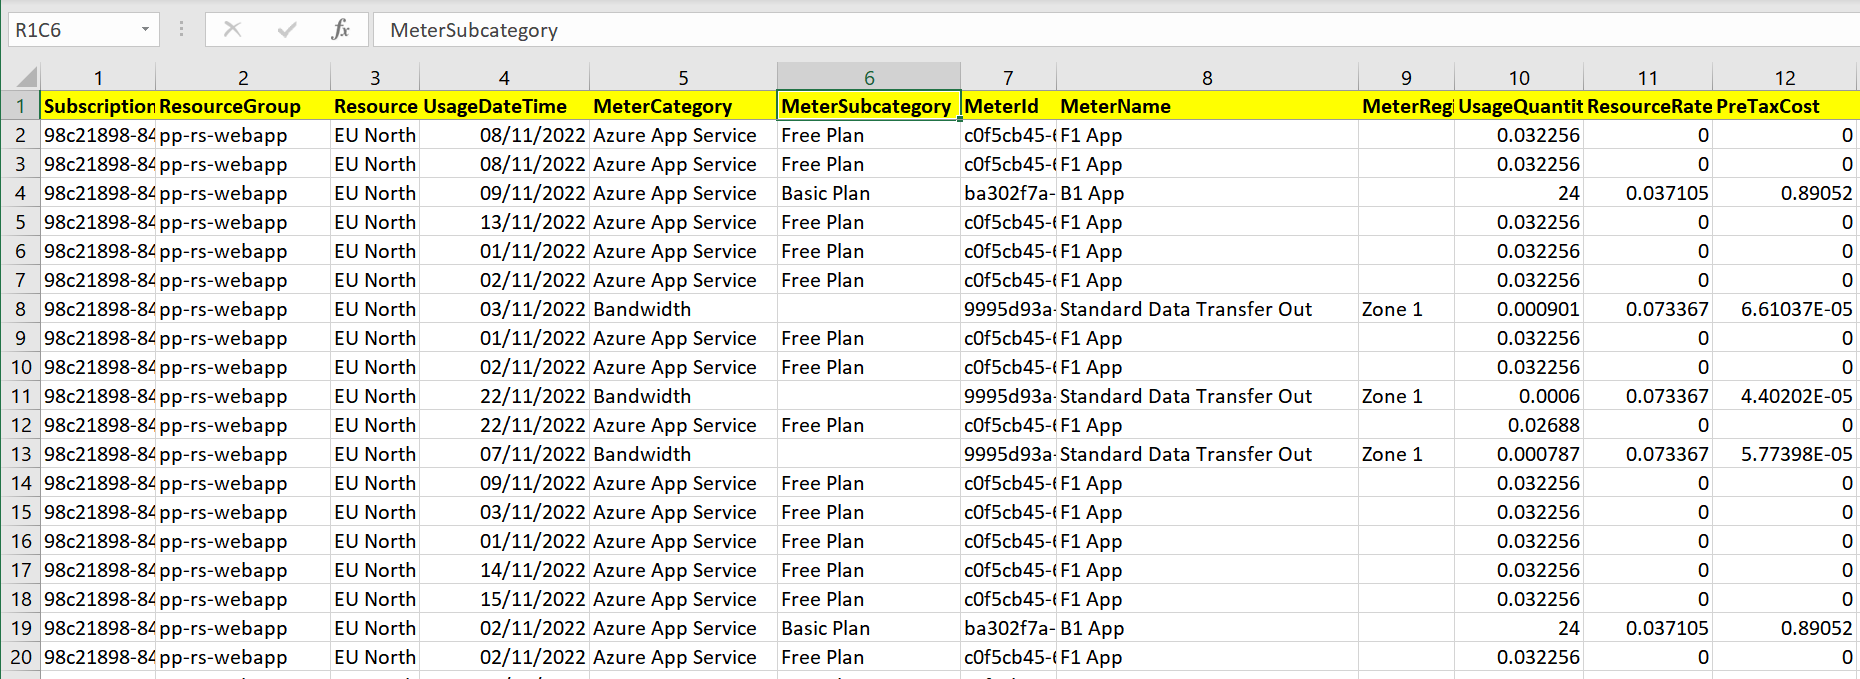 R1C6 fx MeterSubcategory
1 2 3 4 5 6 7 8 9 10 11 12
1 Subscription ResourceGroup Resource UsageDateTime MeterCategory MeterSubcategory MeterId MeterName MeterRegi UsageQuantit ResourceRate PreTaxCost
2 98c21898-84 pp-rs-webapp EU North 08/11/2022 Azure App Service Free Plan c0f5cb45-6 F1 App 0.032256 0 0
3 98c21898-84 pp-rs-webapp EU North 08/11/2022 Azure App Service Free Plan c0f5cb45-6 F1 App 0.032256 0 0
4 98c21898-84 pp-rs-webapp EU North 09/11/2022 Azure App Service Basic Plan ba302f7a- B1 App 24 0.037105 0.89052
5 98c21898-84 pp-rs-webapp EU North 13/11/2022 Azure App Service Free Plan c0f5cb45-6 F1 App 0.032256 0 0
6 98c21898-84 pp-rs-webapp EU North 01/11/2022 Azure App Service Free Plan c0f5cb45-6 F1 App 0.032256 0 0
7 98c21898-84 pp-rs-webapp EU North 02/11/2022 Azure App Service Free Plan c0f5cb45-6 F1 App 0.032256 0 0
8 98c21898-84 pp-rs-webapp EU North 03/11/2022 Bandwidth 9995d93a- Standard Data Transfer Out Zone 1 0.000901 0.073367 6.61037E-05
9 98c21898-84 pp-rs-webapp EU North 01/11/2022 Azure App Service Free Plan c0f5cb45-6 F1 App 0.032256 0 0
10 98c21898-84 pp-rs-webapp EU North 02/11/2022 Azure App Service Free Plan c0f5cb45-6 F1 App 0.032256 0 0
11 98c21898-84 pp-rs-webapp EU North 22/11/2022 Bandwidth 9995d93a- Standard Data Transfer Out Zone 1 0.0006 0.073367 4.40202E-05
12 98c21898-84 pp-rs-webapp EU North 22/11/2022 Azure App Service Free Plan c0f5cb45-6 F1 App 0.02688 0 0
13 98c21898-84 pp-rs-webapp EU North 07/11/2022 Bandwidth 9995d93a- Standard Data Transfer Out Zone 1 0.000787 0.073367 5.77398E-05
14 98c21898-84 pp-rs-webapp EU North 09/11/2022 Azure App Service Free Plan c0f5cb45-6 F1 App 0.032256 0 0
15 98c21898-84 pp-rs-webapp EU North 03/11/2022 Azure App Service Free Plan c0f5cb45-6 F1 App 0.032256 0 0
16 98c21898-84 pp-rs-webapp EU North 01/11/2022 Azure App Service Free Plan c0f5cb45-6 F1 App 0.032256 0 0
17 98c21898-84 pp-rs-webapp EU North 14/11/2022 Azure App Service Free Plan c0f5cb45-6 F1 App 0.032256 0 0
18 98c21898-84 pp-rs-webapp EU North 15/11/2022 Azure App Service Free Plan c0f5cb45-6 F1 App 0.032256 0 0
19 98c21898-84 pp-rs-webapp EU North 02/11/2022 Azure App Service Basic Plan ba302f7a- B1 App 24 0.037105 0.89052
20 98c21898-84 pp-rs-webapp EU North 02/11/2022 Azure App Service Free Plan c0f5cb45-6 F1 App 0.032256 0 0